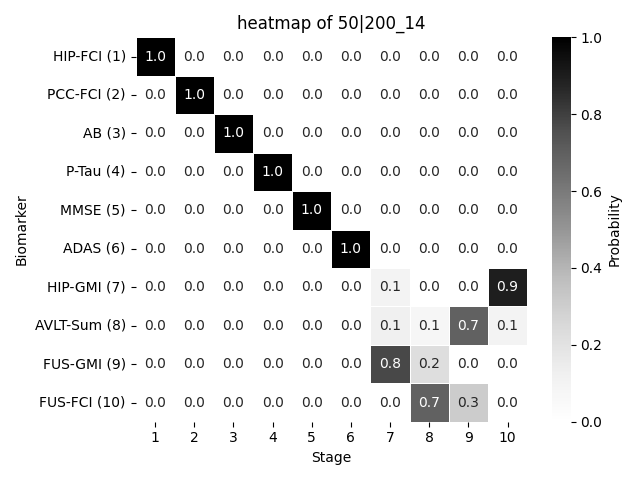 heatmap of 50|200_14
HIP-FCI (1) 1.0 0.0 0.0 0.0 0.0 0.0 0.0 0.0 0.0 0.0
PCC-FCI (2) 0.0 1.0 0.0 0.0 0.0 0.0 0.0 0.0 0.0 0.0
AB (3) 0.0 0.0 1.0 0.0 0.0 0.0 0.0 0.0 0.0 0.0
P-Tau (4) 0.0 0.0 0.0 1.0 0.0 0.0 0.0 0.0 0.0 0.0
MMSE (5) 0.0 0.0 0.0 0.0 1.0 0.0 0.0 0.0 0.0 0.0
ADAS (6) 0.0 0.0 0.0 0.0 0.0 1.0 0.0 0.0 0.0 0.0
HIP-GMI (7) 0.0 0.0 0.0 0.0 0.0 0.0 0.1 0.0 0.0 0.9
AVLT-Sum (8) 0.0 0.0 0.0 0.0 0.0 0.0 0.1 0.1 0.7 0.1
FUS-GMI (9) 0.0 0.0 0.0 0.0 0.0 0.0 0.8 0.2 0.0 0.0
FUS-FCI (10) 0.0 0.0 0.0 0.0 0.0 0.0 0.0 0.7 0.3 0.0
1 2 3 4 5 6 7 8 9 10
Stage
Biomarker
1.0
0.8
0.6
0.4
0.2
0.0
Probability